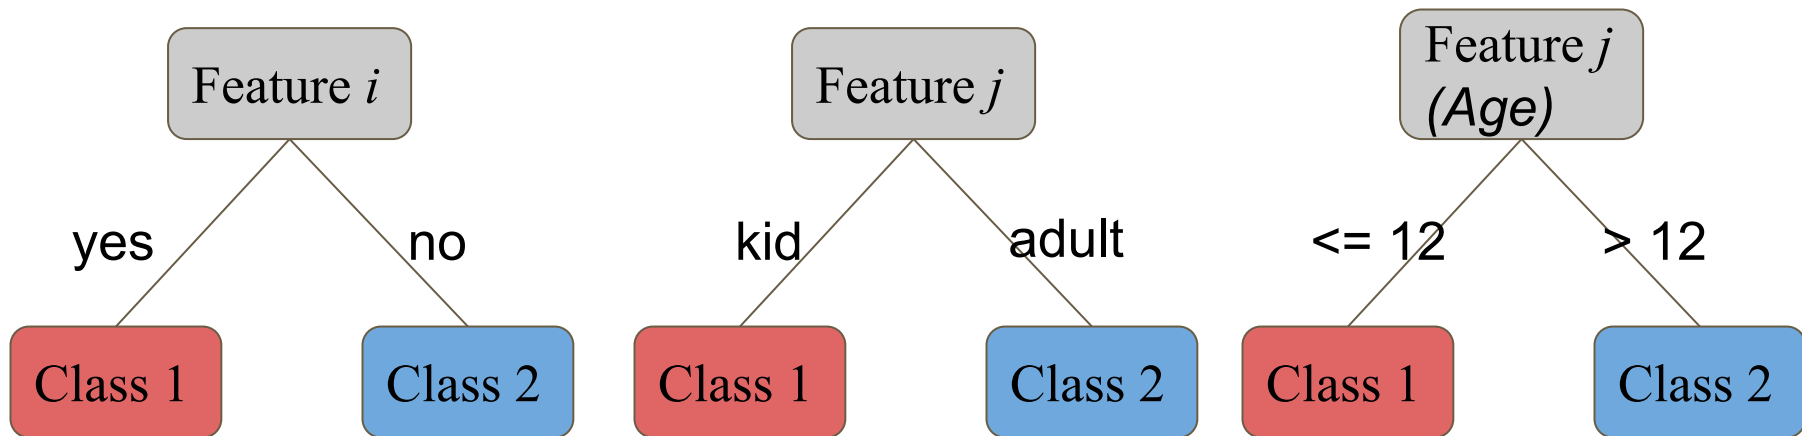 Feature i
yes
no
Class 1
Class 2
Feature j
kid
adult
Class 1
Class 2
Feature j
(Age)
<= 12
> 12
Class 1
Class 2